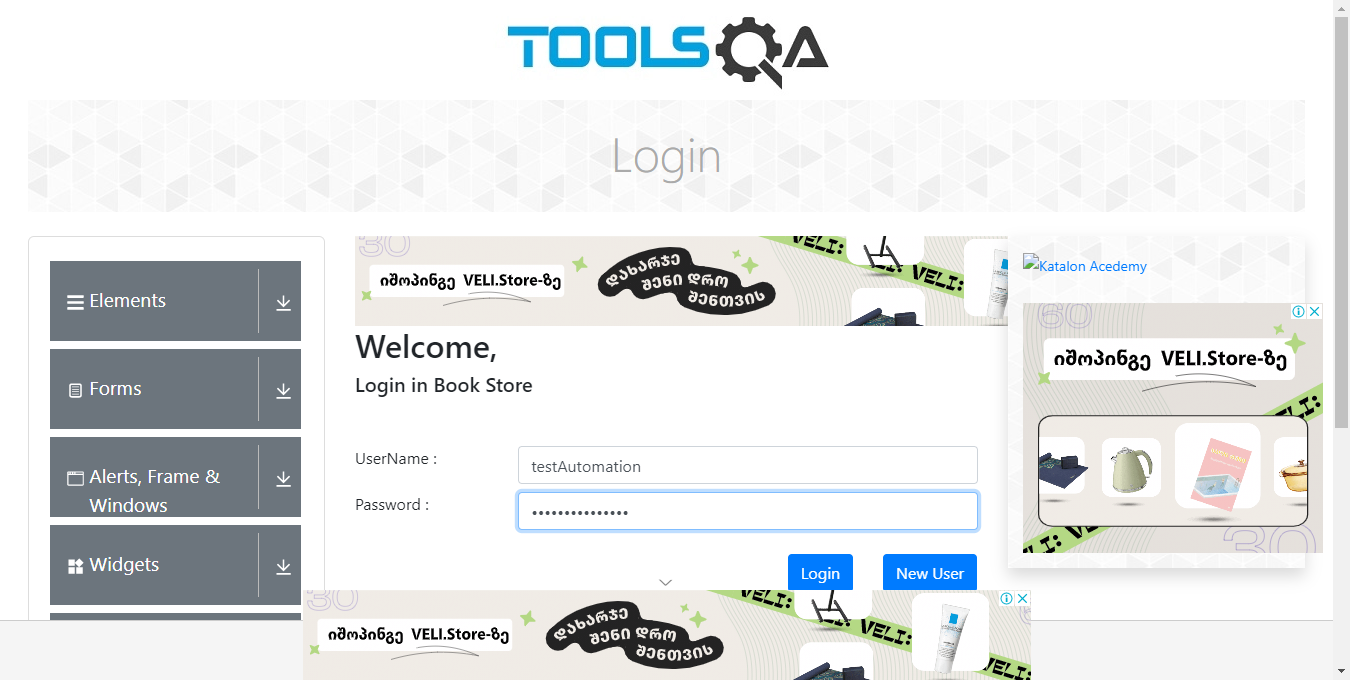 TOOLSQA
Login
Elements
Forms
Alerts, Frame &
Windows
Widgets
30
იშოპინგე VELI.Store-ზე
დახარჯე
შენი დრო
შენთვის
VELI:
VELI:
Welcome,
Login in Book Store
UserName :
testAutomation
Password :
•••••••••••••••
Login
New User
Katalon Acedemy
60
იშოპინგე VELI.Store-ზე
VELI:
VELI:
30
30
იშოპინგე VELI.Store-ზე
დახარჯე
შენი დრო
შენთვის
VELI:
VELI:
VELI: